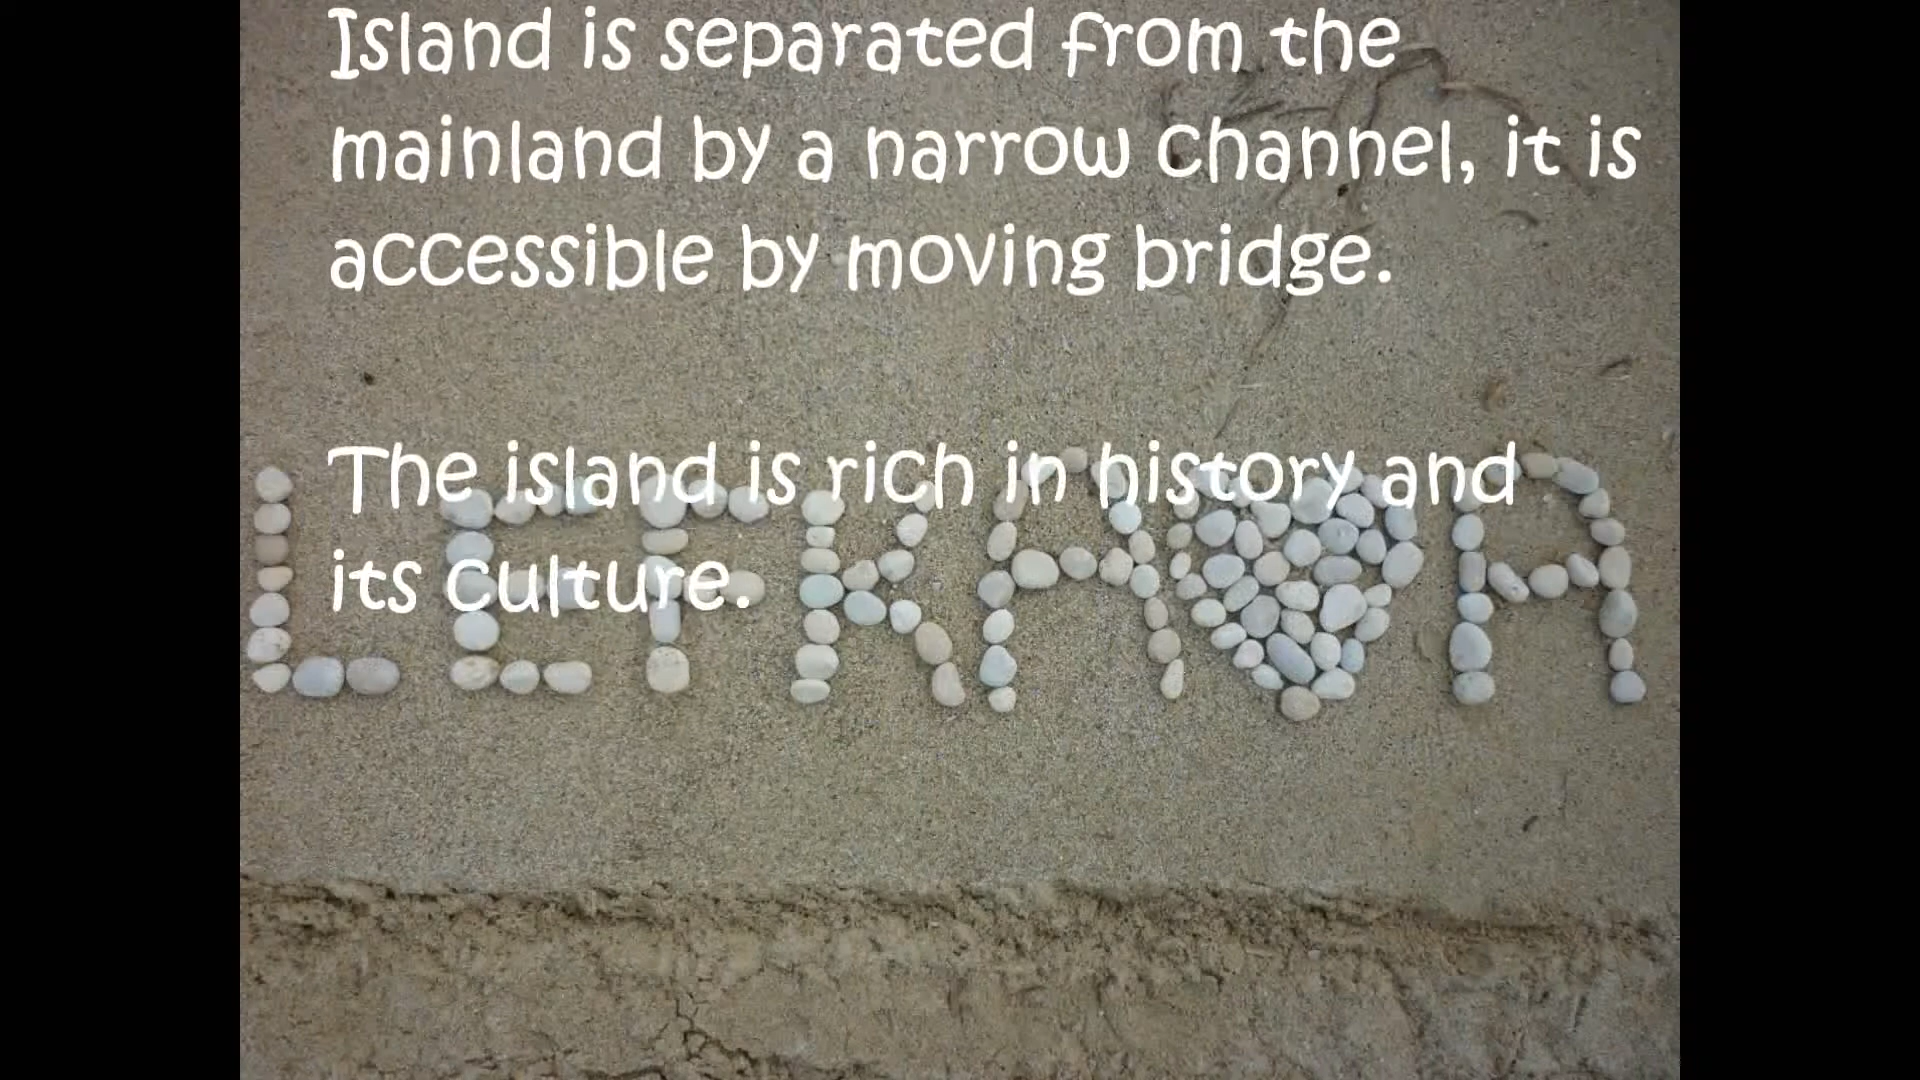 Island is separated from the
mainland by a narrow channel, it is
accessible by moving bridge.
The island is rich in history and
its culture.
LEFKA A